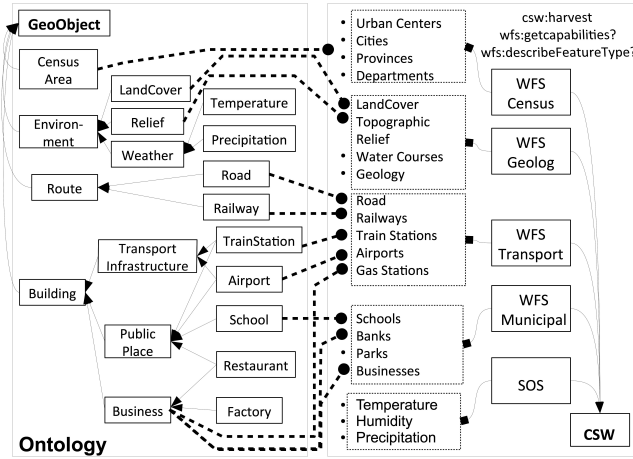 GeoObject
Census
Area
LandCover
Environ-
ment
Relief
Weather
Temperature
Precipitation
Route
Road
Railway
TrainStation
Transport
Infrastructure
Airport
Building
School
Public
Place
Restaurant
Business
Factory
Ontology
• Urban Centers
• Cities
• Provinces
• Departments
LandCover
Topographic
Relief
• Water Courses
• Geology
Road
Railways
Train Stations
Airports
Gas Stations
Schools
Banks
• Parks
Businesses
• Temperature
• Humidity
• Precipitation
csw:harvest
wfs:getcapabilities?
wfs:describeFeatureType?
WFS
Census
WFS
Geolog
WFS
Transport
WFS
Municipal
SOS
CSW